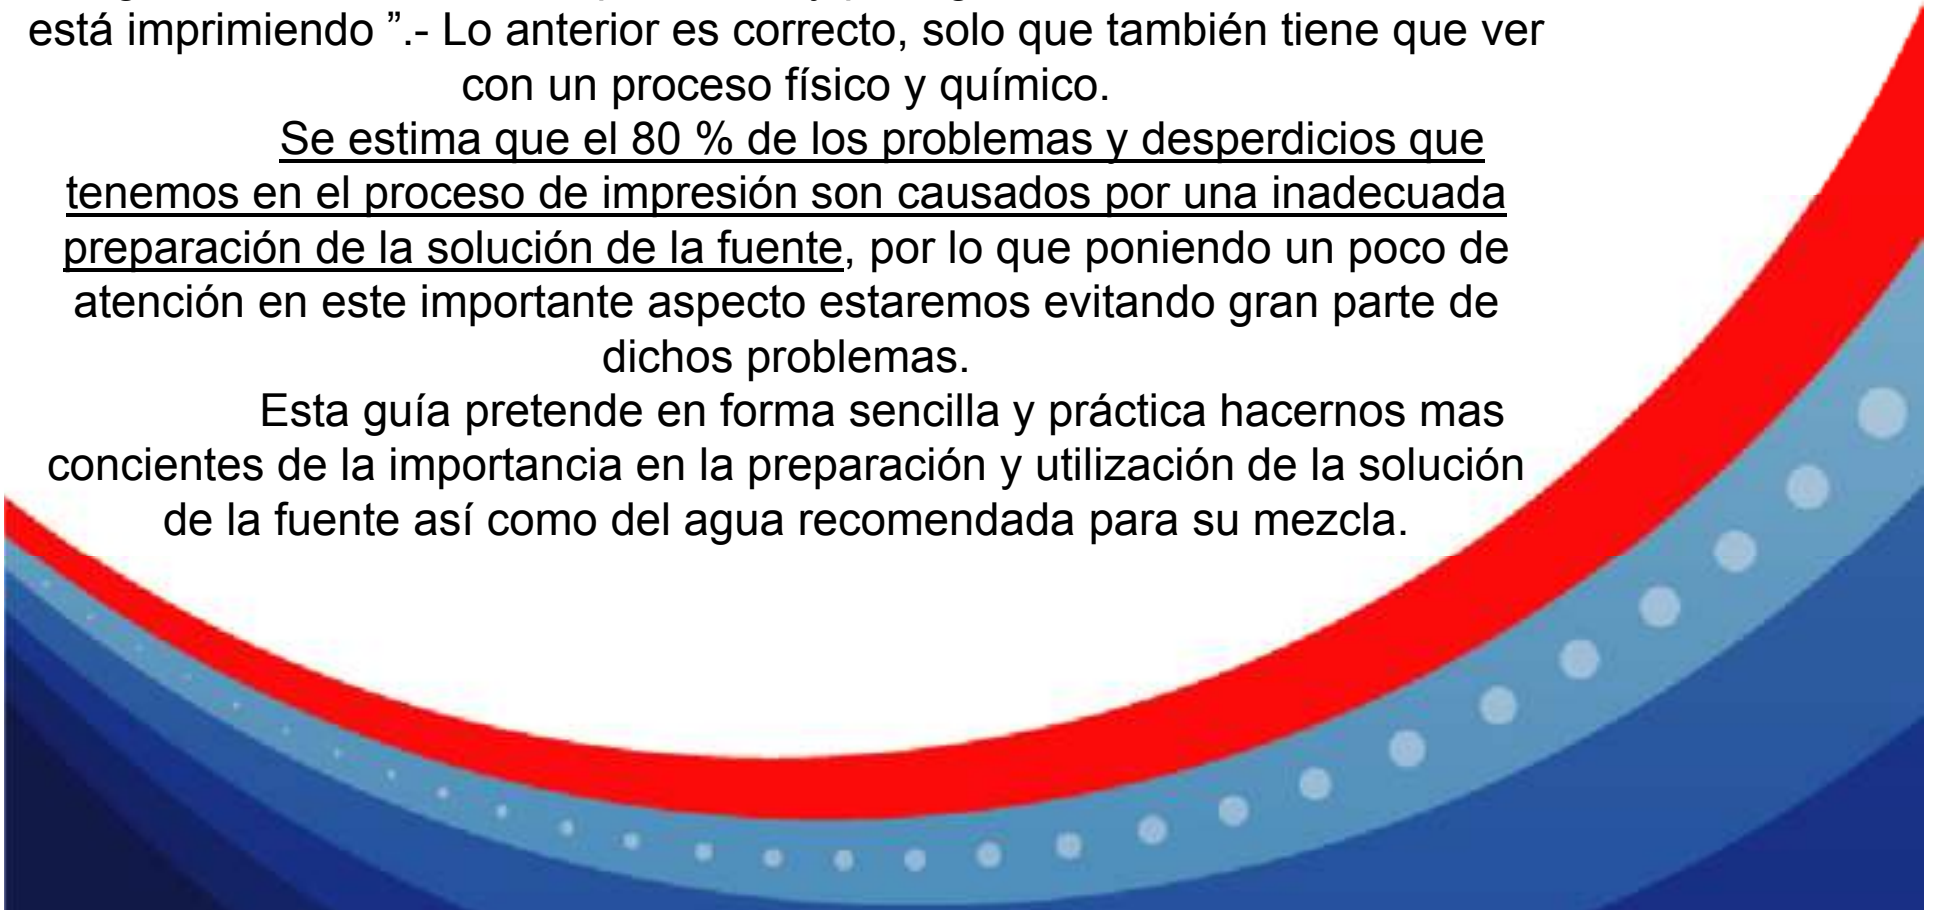 está imprimiendo ”.- Lo anterior es correcto, solo que también tiene que ver
con un proceso físico y químico.
Se estima que el 80 % de los problemas y desperdicios que
tenemos en el proceso de impresión son causados por una inadecuada
preparación de la solución de la fuente, por lo que poniendo un poco de
atención en este importante aspecto estaremos evitando gran parte de
dichos problemas.
Esta guía pretende en forma sencilla y práctica hacernos mas
concientes de la importancia en la preparación y utilización de la solución
de la fuente así como del agua recomendada para su mezcla.